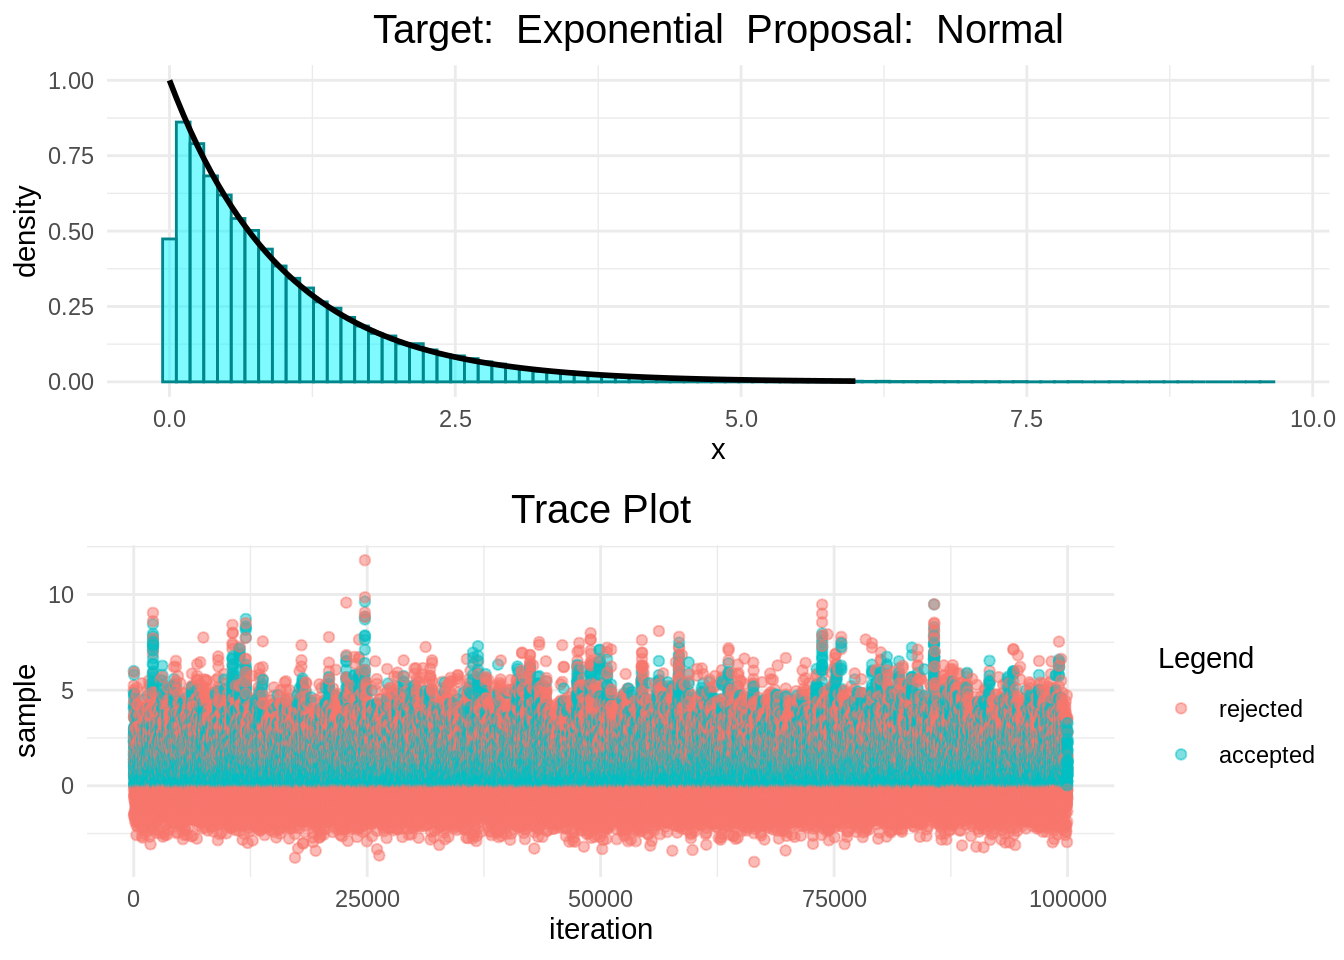 Target:  Exponential  Proposal:  Normal
1.00
0.75
0.50
0.25
0.00
density
0.0 2.5 5.0 7.5 10.0
x
Trace Plot
10
5
0
sample
0 25000 50000 75000 100000
iteration
Legend
rejected
accepted